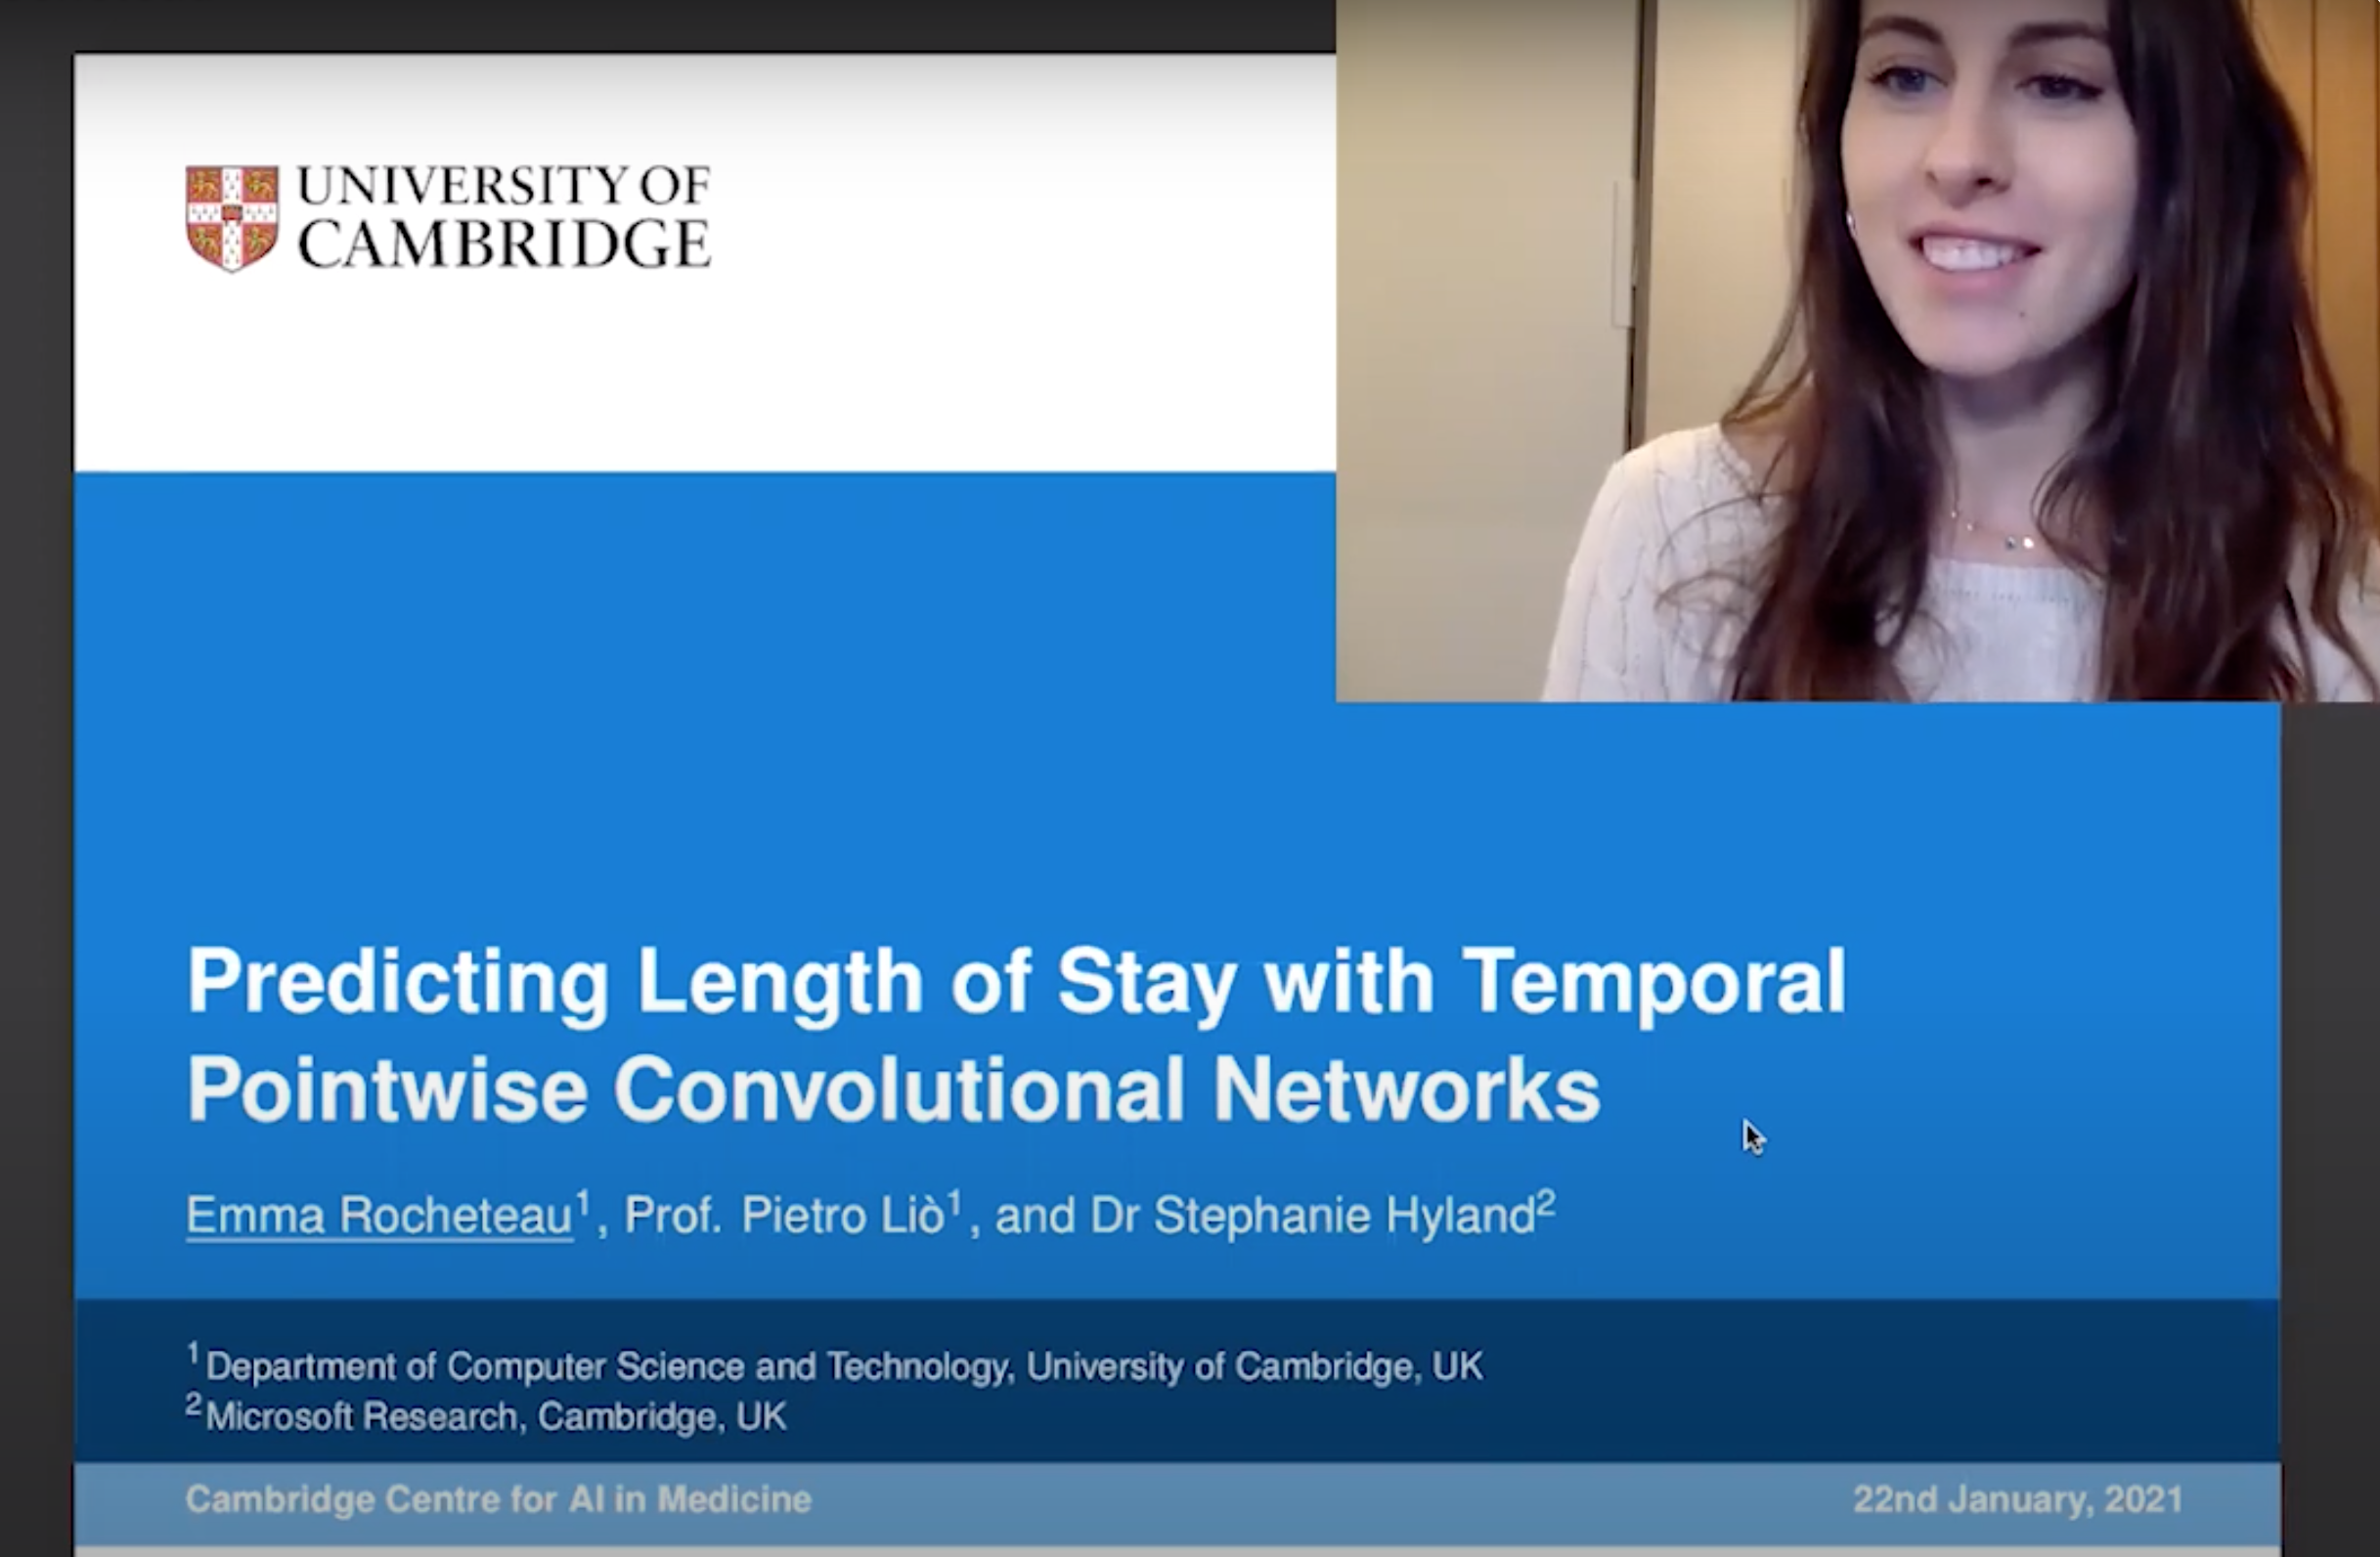 UNIVERSITY OF
CAMBRIDGE
Predicting Length of Stay with Temporal
Pointwise Convolutional Networks
Emma Rocheteau¹, Prof. Pietro Liò¹, and Dr Stephanie Hyland²
¹Department of Computer Science and Technology, University of Cambridge, UK
²Microsoft Research, Cambridge, UK
Cambridge Centre for AI in Medicine 22nd January, 2021